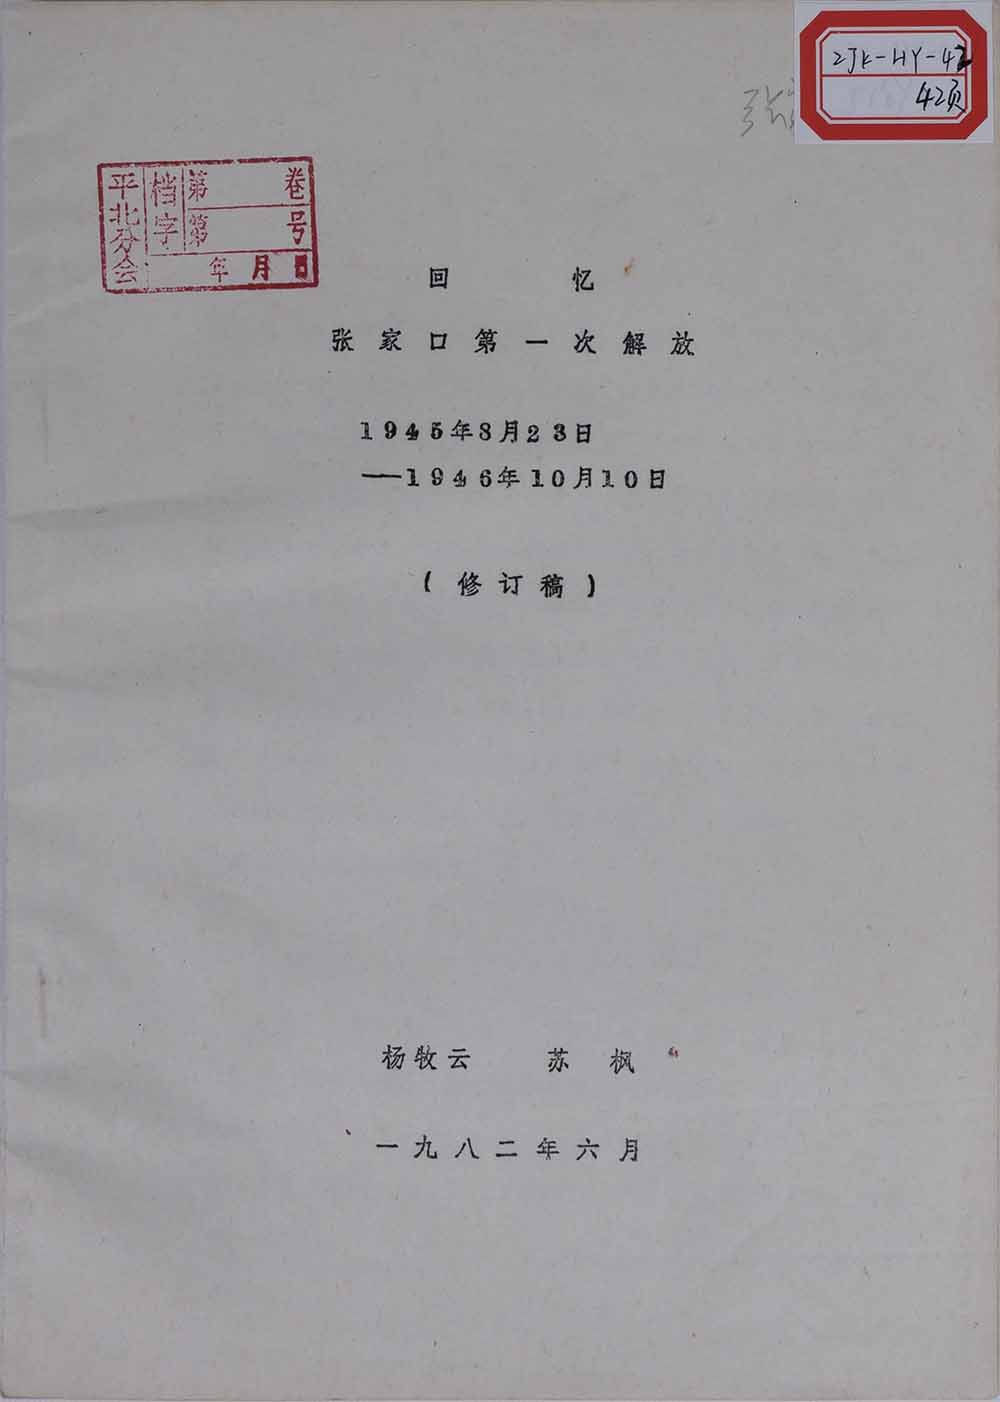 ZJK-HY-42
42页
张
平北分会
档字
第 卷
第 号
年 月 日
回 忆
张家口第一次解放
1945年8月23日
——1946年10月10日
(修订稿)
杨牧云 苏枫
一九八二年六月